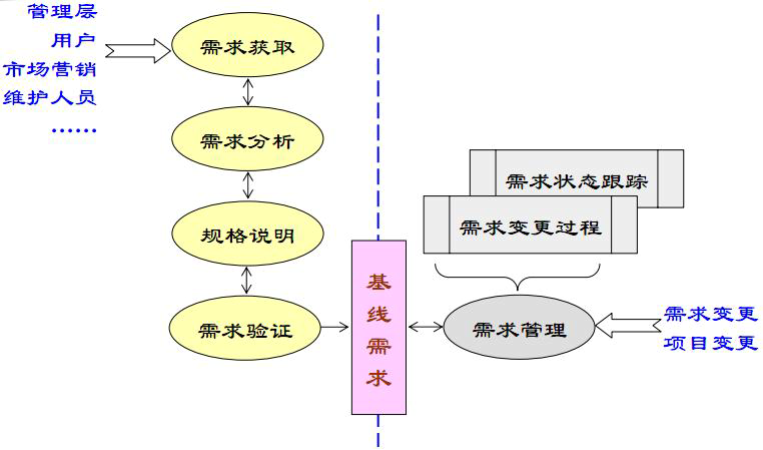 管理层
用户
市场营销
维护人员
……
需求获取
需求分析
规格说明
需求验证
基线需求
需求状态跟踪
需求变更过程
需求管理
需求变更
项目变更